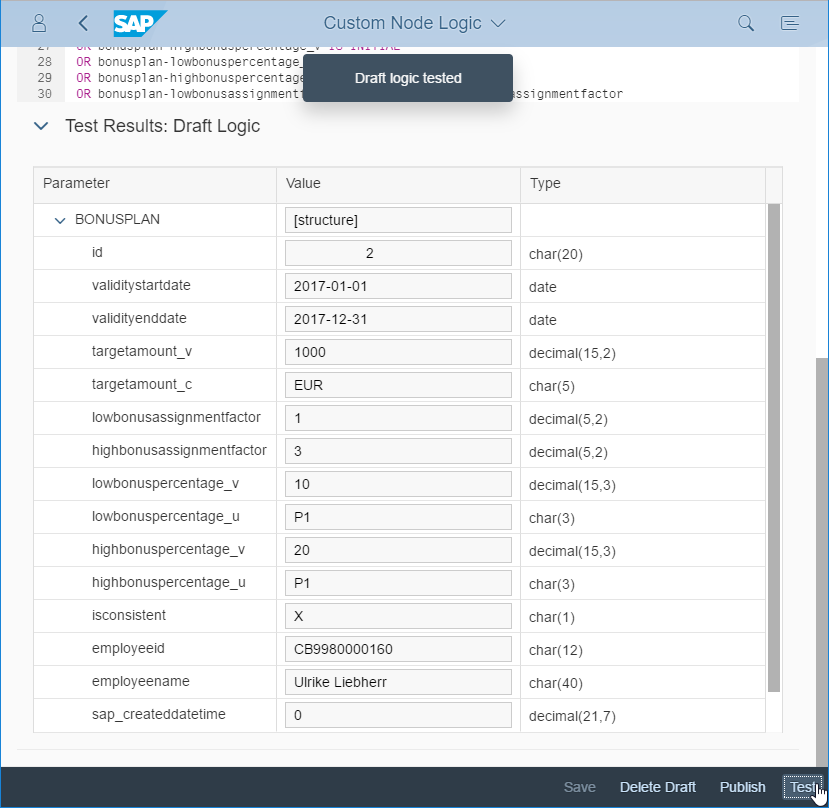 SAP
Custom Node Logic
27 OR bonusplan-highbonuspercentage_v IS INITIAL
28 OR bonusplan-lowbonuspercentage_
29 OR bonusplan-highbonuspercentage
30 OR bonusplan-lowbonusassignmentf ssignmentfactor
Draft logic tested
Test Results: Draft Logic
Parameter Value Type
BONUSPLAN [structure]
id 2 char(20)
validitystartdate 2017-01-01 date
validityenddate 2017-12-31 date
targetamount_v 1000 decimal(15,2)
targetamount_c EUR char(5)
lowbonusassignmentfactor 1 decimal(5,2)
highbonusassignmentfactor 3 decimal(5,2)
lowbonuspercentage_v 10 decimal(15,3)
lowbonuspercentage_u P1 char(3)
highbonuspercentage_v 20 decimal(15,3)
highbonuspercentage_u P1 char(3)
isconsistent X char(1)
employeeid CB9980000160 char(12)
employeename Ulrike Liebherr char(40)
sap_createddatetime 0 decimal(21,7)
Save Delete Draft Publish Test